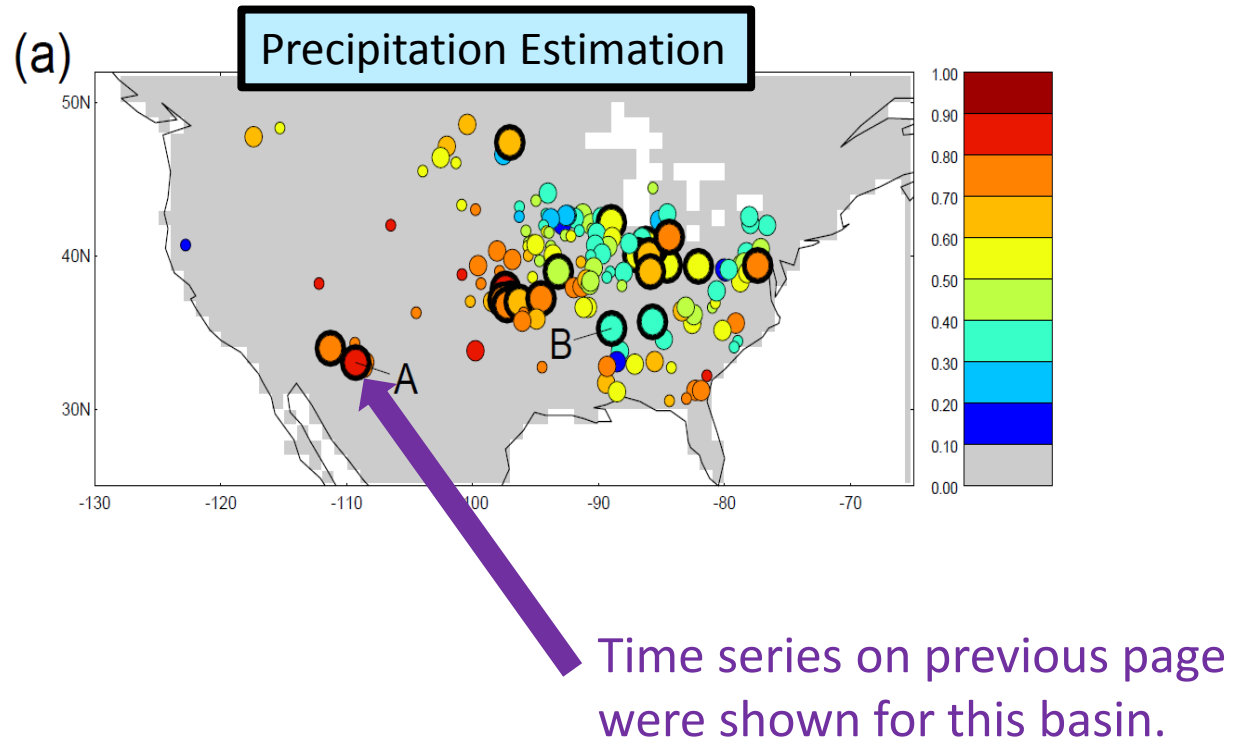 (a)
Precipitation Estimation
50N
40N
30N
-130
-120
-110
-100
-90
-80
-70
A
B
1.00
0.90
0.80
0.70
0.60
0.50
0.40
0.30
0.20
0.10
0.00
Time series on previous page
were shown for this basin.